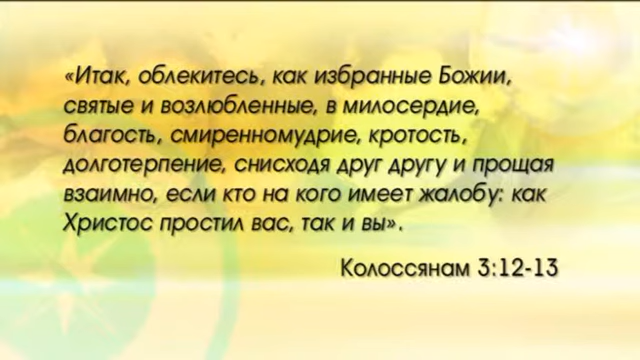 «Итак, облекитесь, как избранные Божии,
святые и возлюбленные, в милосердие,
благость, смиренномудрие, кротость,
долготерпение, снисходя друг другу и прощая
взаимно, если кто на кого имеет жалобу: как
Христос простил вас, так и вы».
Колоссянам 3:12-13